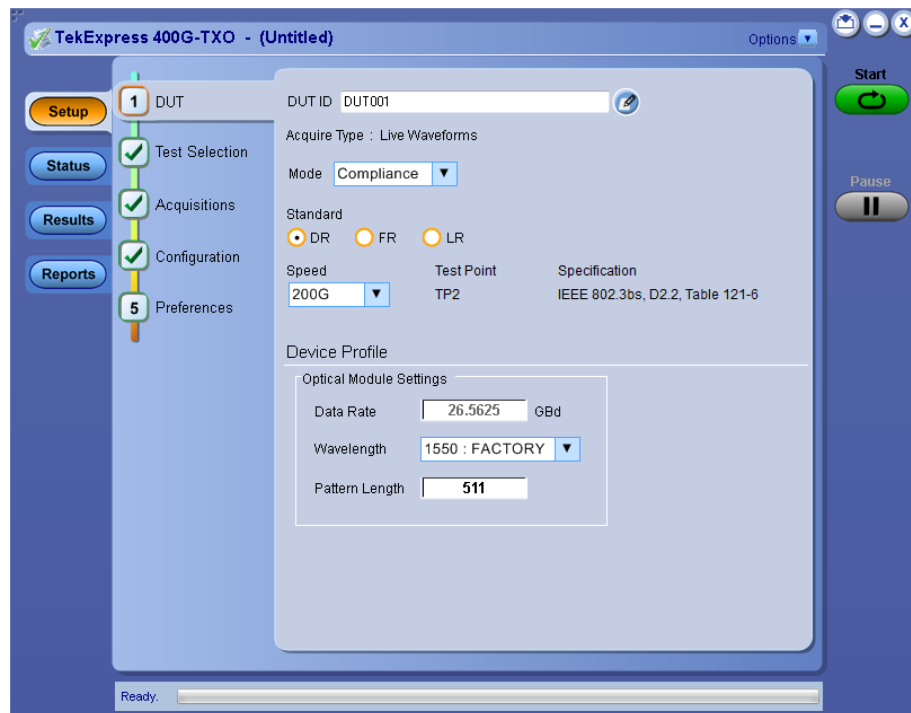 TekExpress 400G-TXO - (Untitled)
Options
Start
Pause
Setup
Status
Results
Reports
1 DUT
Test Selection
Acquisitions
Configuration
5 Preferences
DUT ID DUT001
Acquire Type : Live Waveforms
Mode Compliance
Standard
DR FR LR
Speed Test Point Specification
200G TP2 IEEE 802.3bs, D2.2, Table 121-6
Device Profile
Optical Module Settings
Data Rate 26.5625 GBd
Wavelength 1550 : FACTORY
Pattern Length 511
Ready.